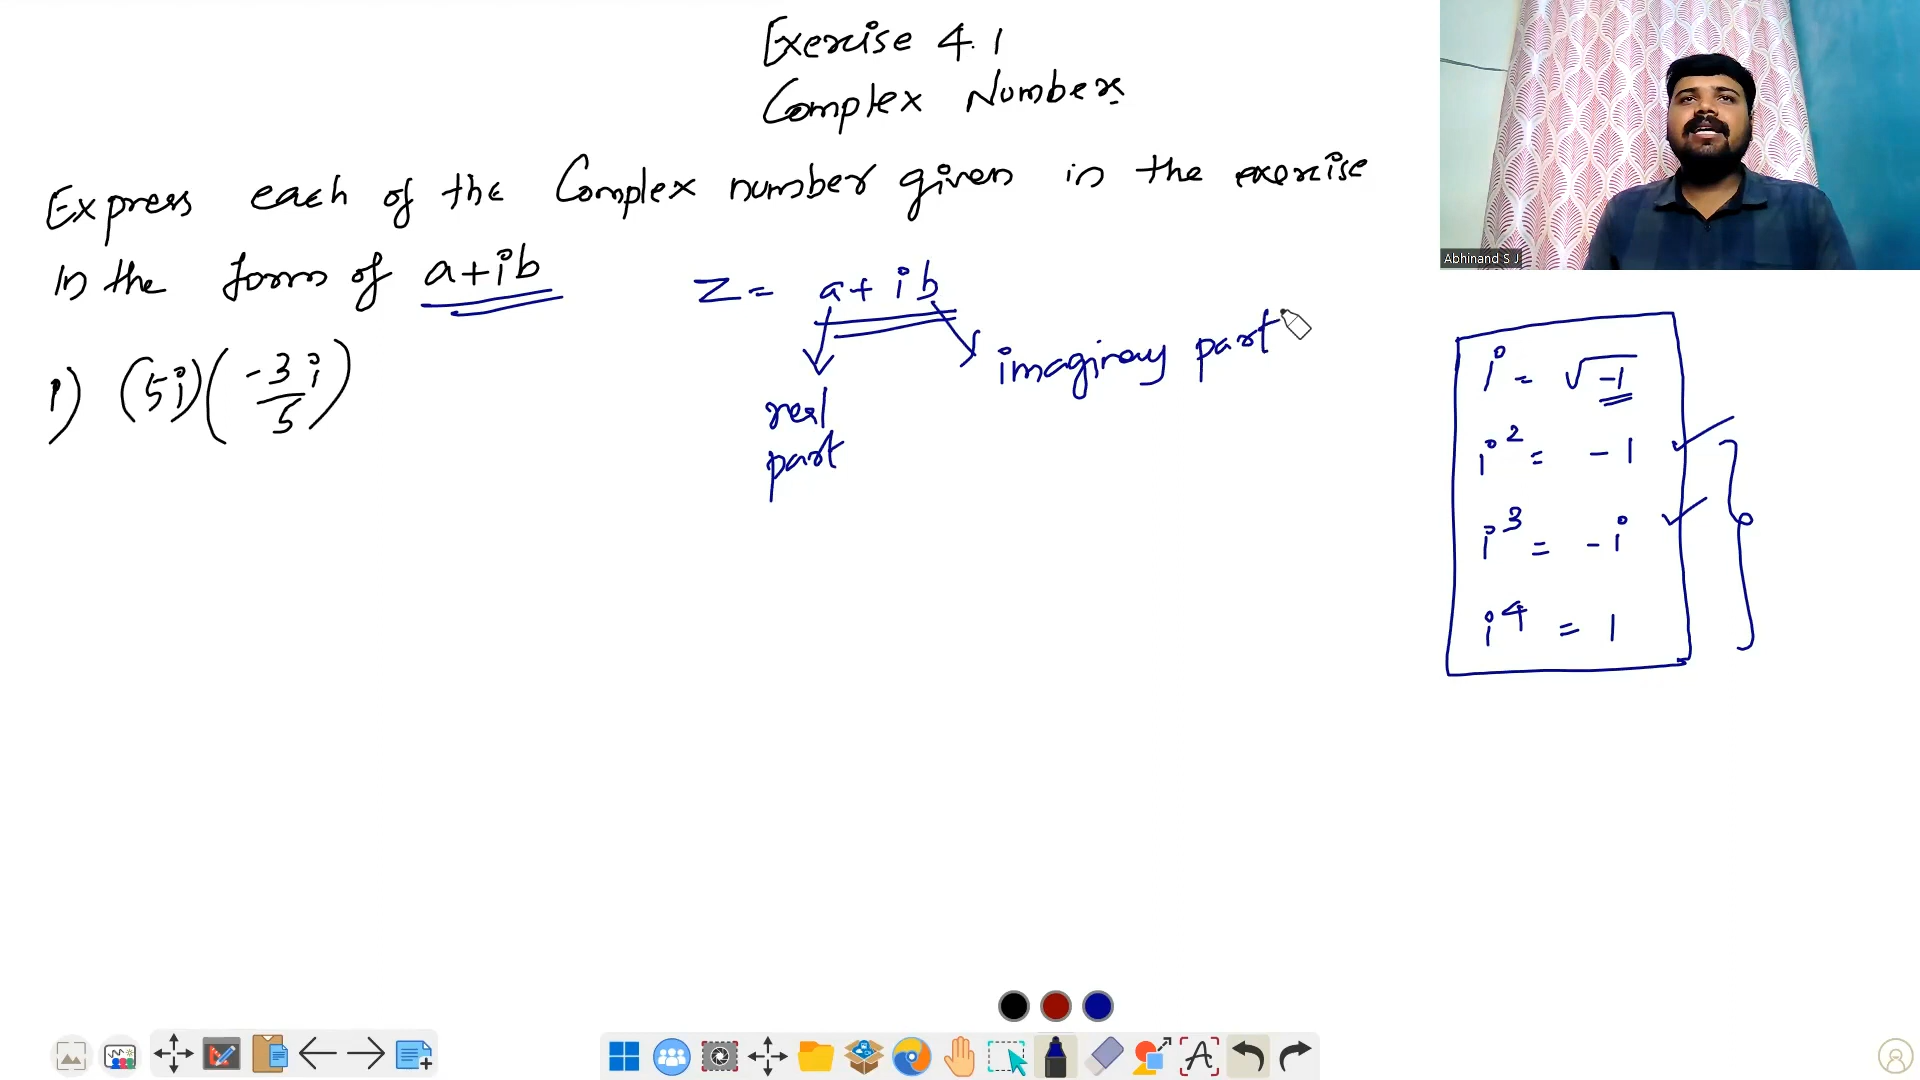 Exercise 4.1
Complex Numbers
Express each of the Complex number given in the exercise
in the form of a+ib
z = a+ib
real part
imaginary part
1) (5i)(-3/5 i)
i = √-1
i² = -1
i³ = -i
i⁴ = 1
Abhinand S J